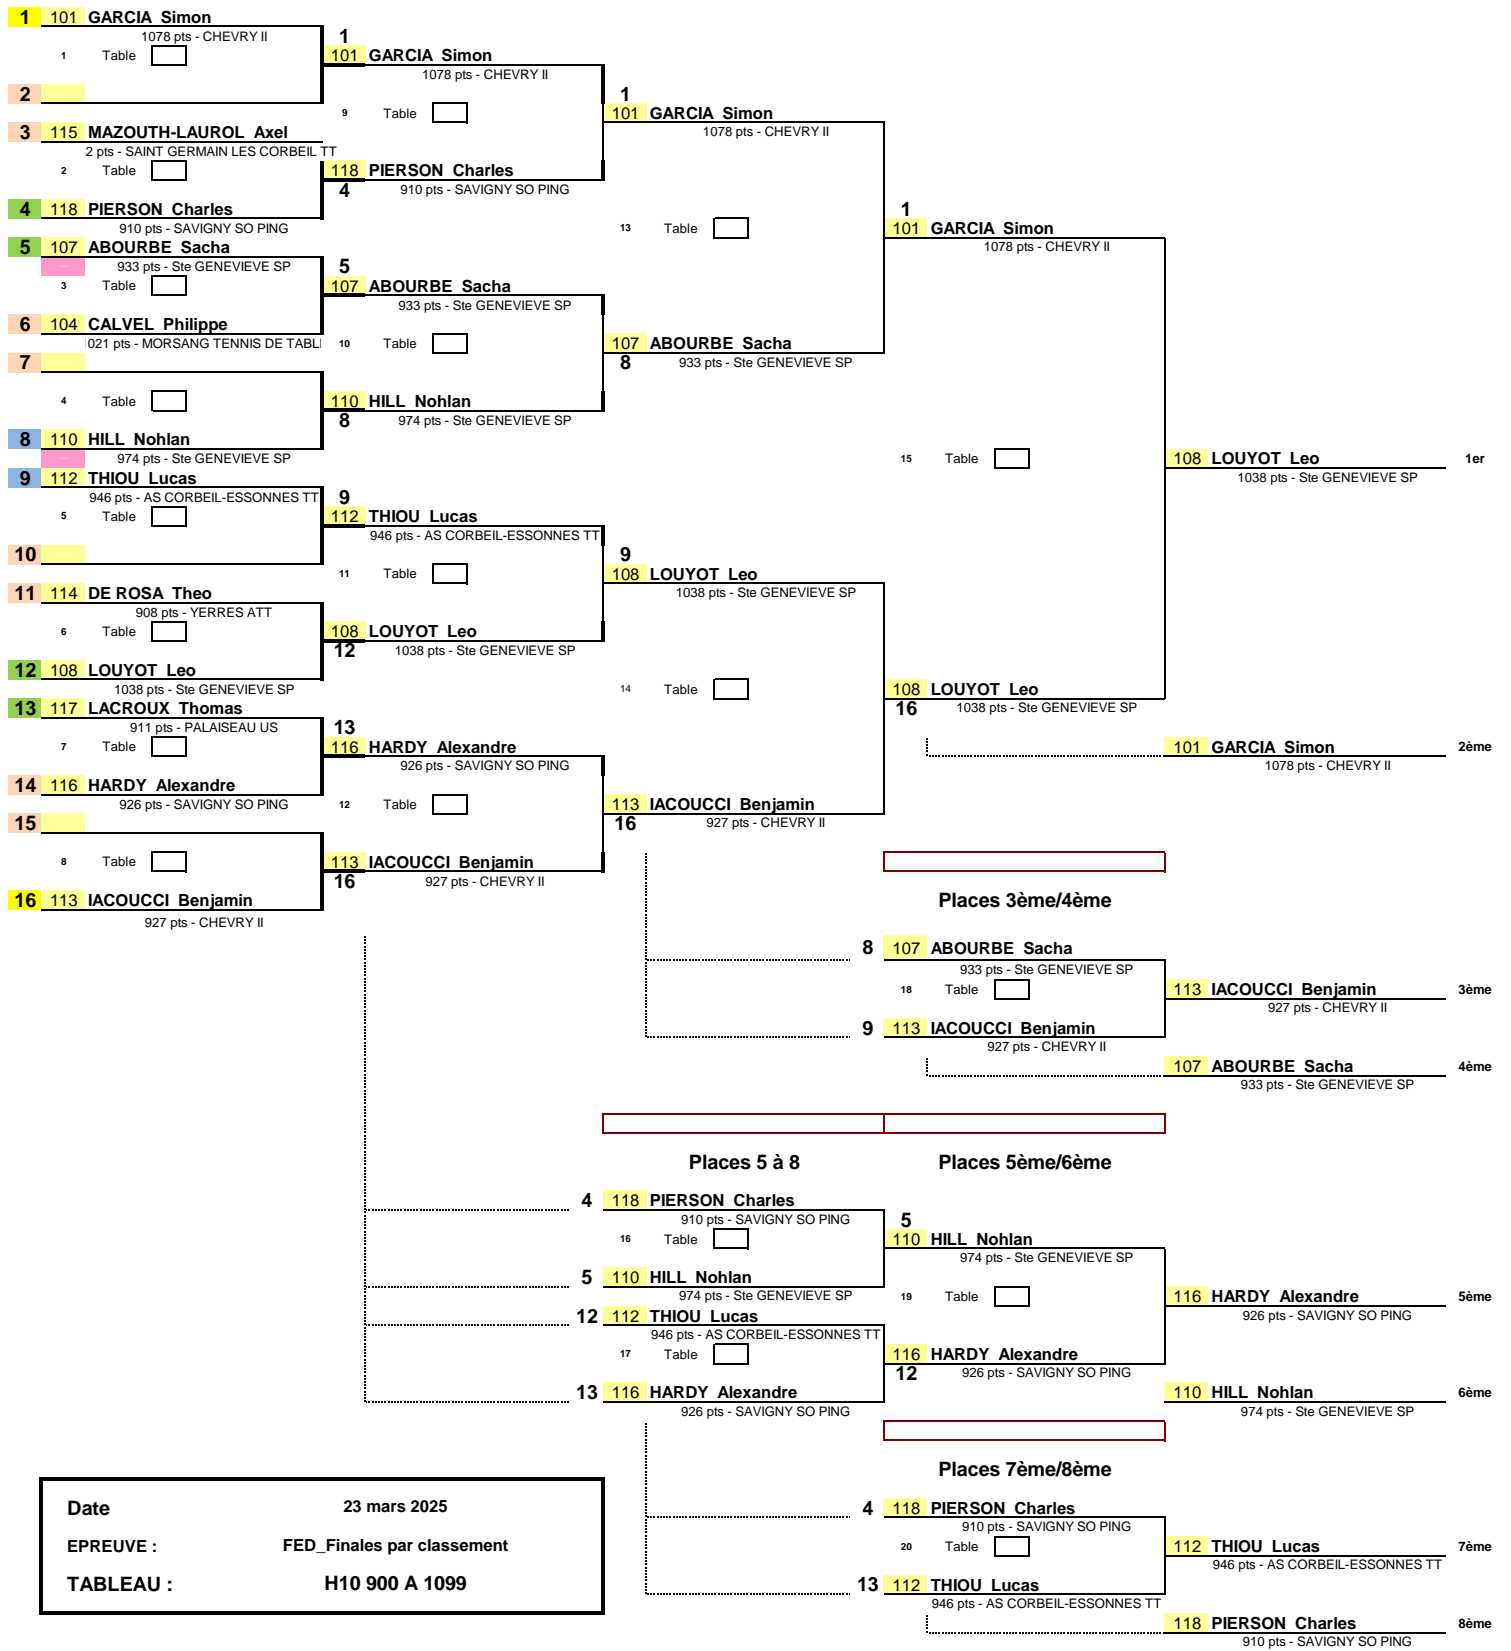 1 101 GARCIA Simon
1078 pts - CHEVRY II
1 Table
2
3 115 MAZOUTH-LAUROL Axel
2 pts - SAINT GERMAIN LES CORBEIL TT
2 Table
4 118 PIERSON Charles
910 pts - SAVIGNY SO PING
5 107 ABOURBE Sacha
933 pts - Ste GENEVIEVE SP
3 Table
6 104 CALVEL Philippe
021 pts - MORSANG TENNIS DE TABL
7
4 Table
8 110 HILL Nohlan
974 pts - Ste GENEVIEVE SP
9 112 THIOU Lucas
946 pts - AS CORBEIL-ESSONNES TT
5 Table
10
11 114 DE ROSA Theo
908 pts - YERRES ATT
6 Table
12 108 LOUYOT Leo
1038 pts - Ste GENEVIEVE SP
13 117 LACROUX Thomas
911 pts - PALAISEAU US
7 Table
14 116 HARDY Alexandre
926 pts - SAVIGNY SO PING
15
8 Table
16 113 IACOUCCI Benjamin
927 pts - CHEVRY II
1
101 GARCIA Simon
1078 pts - CHEVRY II
9 Table
118 PIERSON Charles
4 910 pts - SAVIGNY SO PING
5
107 ABOURBE Sacha
933 pts - Ste GENEVIEVE SP
10 Table
110 HILL Nohlan
8 974 pts - Ste GENEVIEVE SP
9
112 THIOU Lucas
946 pts - AS CORBEIL-ESSONNES TT
11 Table
108 LOUYOT Leo
12 1038 pts - Ste GENEVIEVE SP
13
116 HARDY Alexandre
926 pts - SAVIGNY SO PING
12 Table
113 IACOUCCI Benjamin
16 927 pts - CHEVRY II
1
101 GARCIA Simon
1078 pts - CHEVRY II
13 Table
107 ABOURBE Sacha
8 933 pts - Ste GENEVIEVE SP
9
108 LOUYOT Leo
1038 pts - Ste GENEVIEVE SP
14 Table
113 IACOUCCI Benjamin
16 927 pts - CHEVRY II
1
101 GARCIA Simon
1078 pts - CHEVRY II
15 Table
108 LOUYOT Leo
16 1038 pts - Ste GENEVIEVE SP
108 LOUYOT Leo 1er
1038 pts - Ste GENEVIEVE SP
101 GARCIA Simon 2ème
1078 pts - CHEVRY II
Places 3ème/4ème
8 107 ABOURBE Sacha
933 pts - Ste GENEVIEVE SP
18 Table
9 113 IACOUCCI Benjamin
927 pts - CHEVRY II
113 IACOUCCI Benjamin 3ème
927 pts - CHEVRY II
107 ABOURBE Sacha 4ème
933 pts - Ste GENEVIEVE SP
Places 5 à 8
4 118 PIERSON Charles
910 pts - SAVIGNY SO PING
16 Table
5 110 HILL Nohlan
974 pts - Ste GENEVIEVE SP
12 112 THIOU Lucas
946 pts - AS CORBEIL-ESSONNES TT
17 Table
13 116 HARDY Alexandre
926 pts - SAVIGNY SO PING
Places 5ème/6ème
5
110 HILL Nohlan
974 pts - Ste GENEVIEVE SP
19 Table
116 HARDY Alexandre
12 926 pts - SAVIGNY SO PING
116 HARDY Alexandre 5ème
926 pts - SAVIGNY SO PING
110 HILL Nohlan 6ème
974 pts - Ste GENEVIEVE SP
Places 7ème/8ème
4 118 PIERSON Charles
910 pts - SAVIGNY SO PING
20 Table
13 112 THIOU Lucas
946 pts - AS CORBEIL-ESSONNES TT
112 THIOU Lucas 7ème
946 pts - AS CORBEIL-ESSONNES TT
118 PIERSON Charles 8ème
910 pts - SAVIGNY SO PING
Date 23 mars 2025
EPREUVE : FED_Finales par classement
TABLEAU : H10 900 A 1099